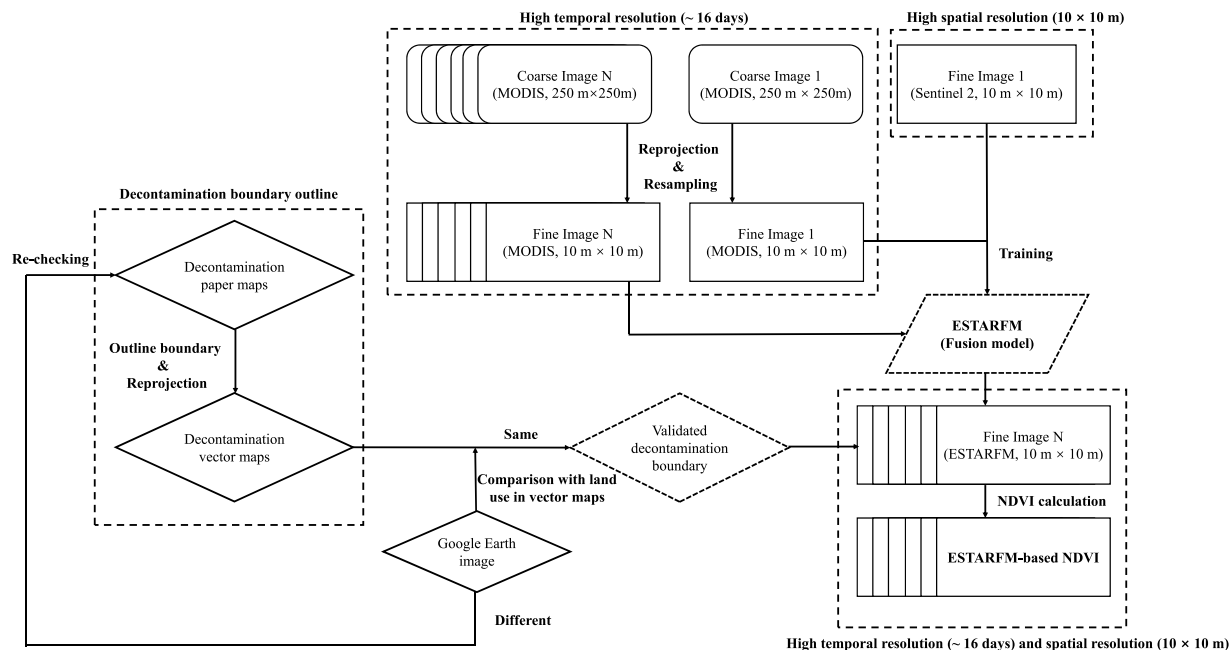 High temporal resolution (~ 16 days)
High spatial resolution (10 × 10 m)
Coarse Image N
(MODIS, 250 m×250m)
Coarse Image 1
(MODIS, 250 m × 250m)
Fine Image 1
(Sentinel 2, 10 m × 10 m)
Reprojection
&
Resampling
Decontamination boundary outline
Fine Image N
(MODIS, 10 m × 10 m)
Fine Image 1
(MODIS, 10 m × 10 m)
Re-checking
Decontamination
paper maps
Training
ESTARFM
(Fusion model)
Outline boundary
&
Reprojection
Decontamination
vector maps
Same
Validated
decontamination
boundary
Fine Image N
(ESTARFM, 10 m × 10 m)
Comparison with land
use in vector maps
NDVI calculation
Google Earth
image
ESTARFM-based NDVI
Different
High temporal resolution (~ 16 days) and spatial resolution (10 × 10 m)